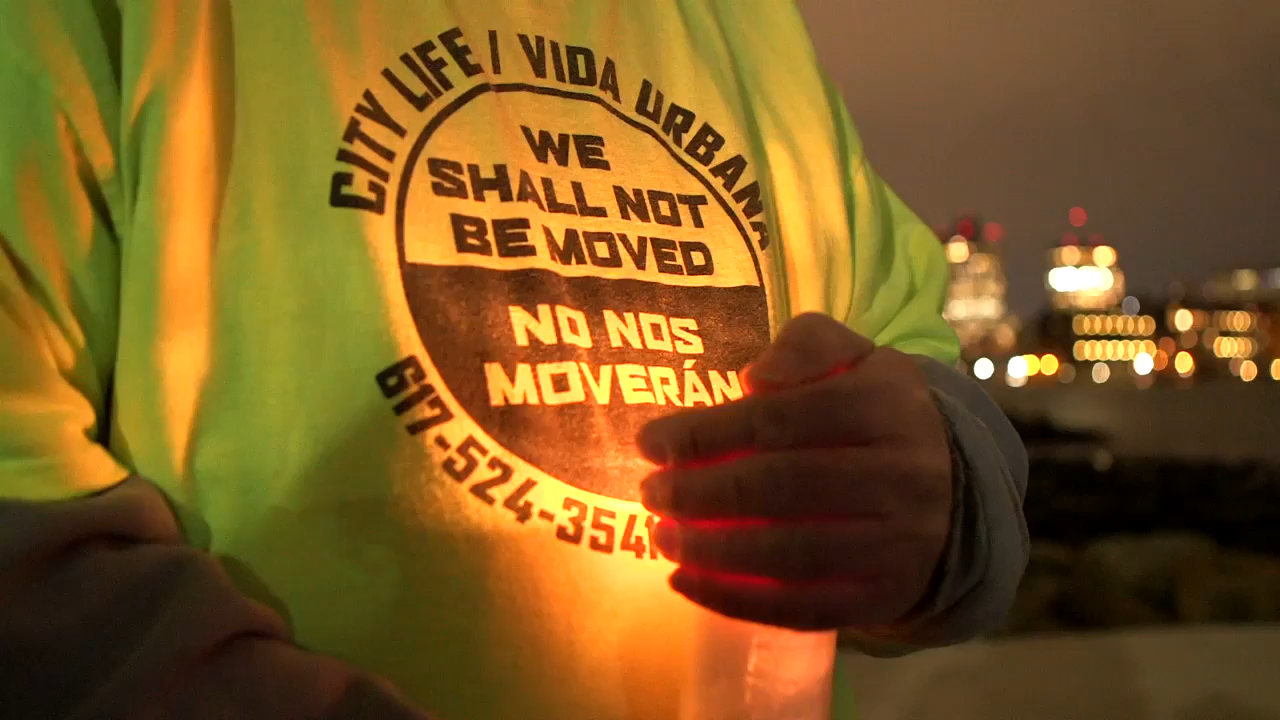 CITY LIFE / VIDA URBANA
WE
SHALL NOT
BE MOVED
NO NOS
MOVERÁN
617-524-3541